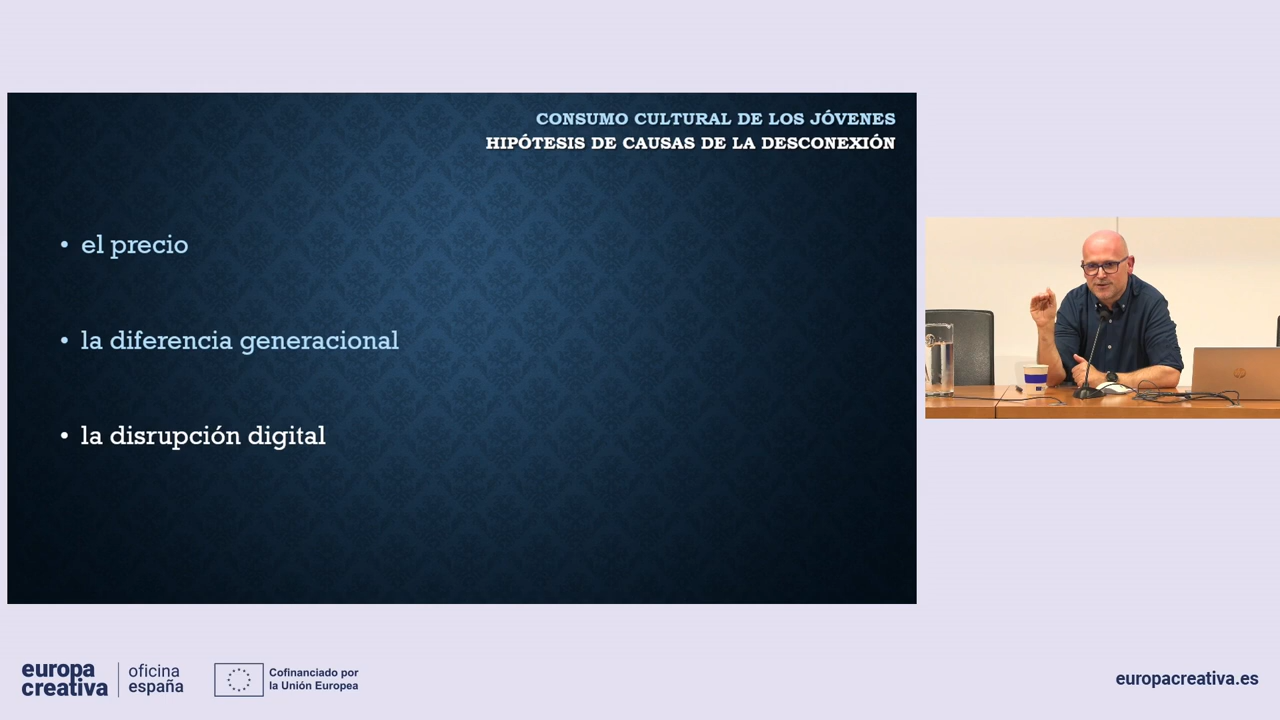 CONSUMO CULTURAL DE LOS JÓVENES
HIPÓTESIS DE CAUSAS DE LA DESCONEXIÓN
• el precio
• la diferencia generacional
• la disrupción digital
europa
creativa
oficina
españa
Cofinanciado por
la Unión Europea
europacreativa.es